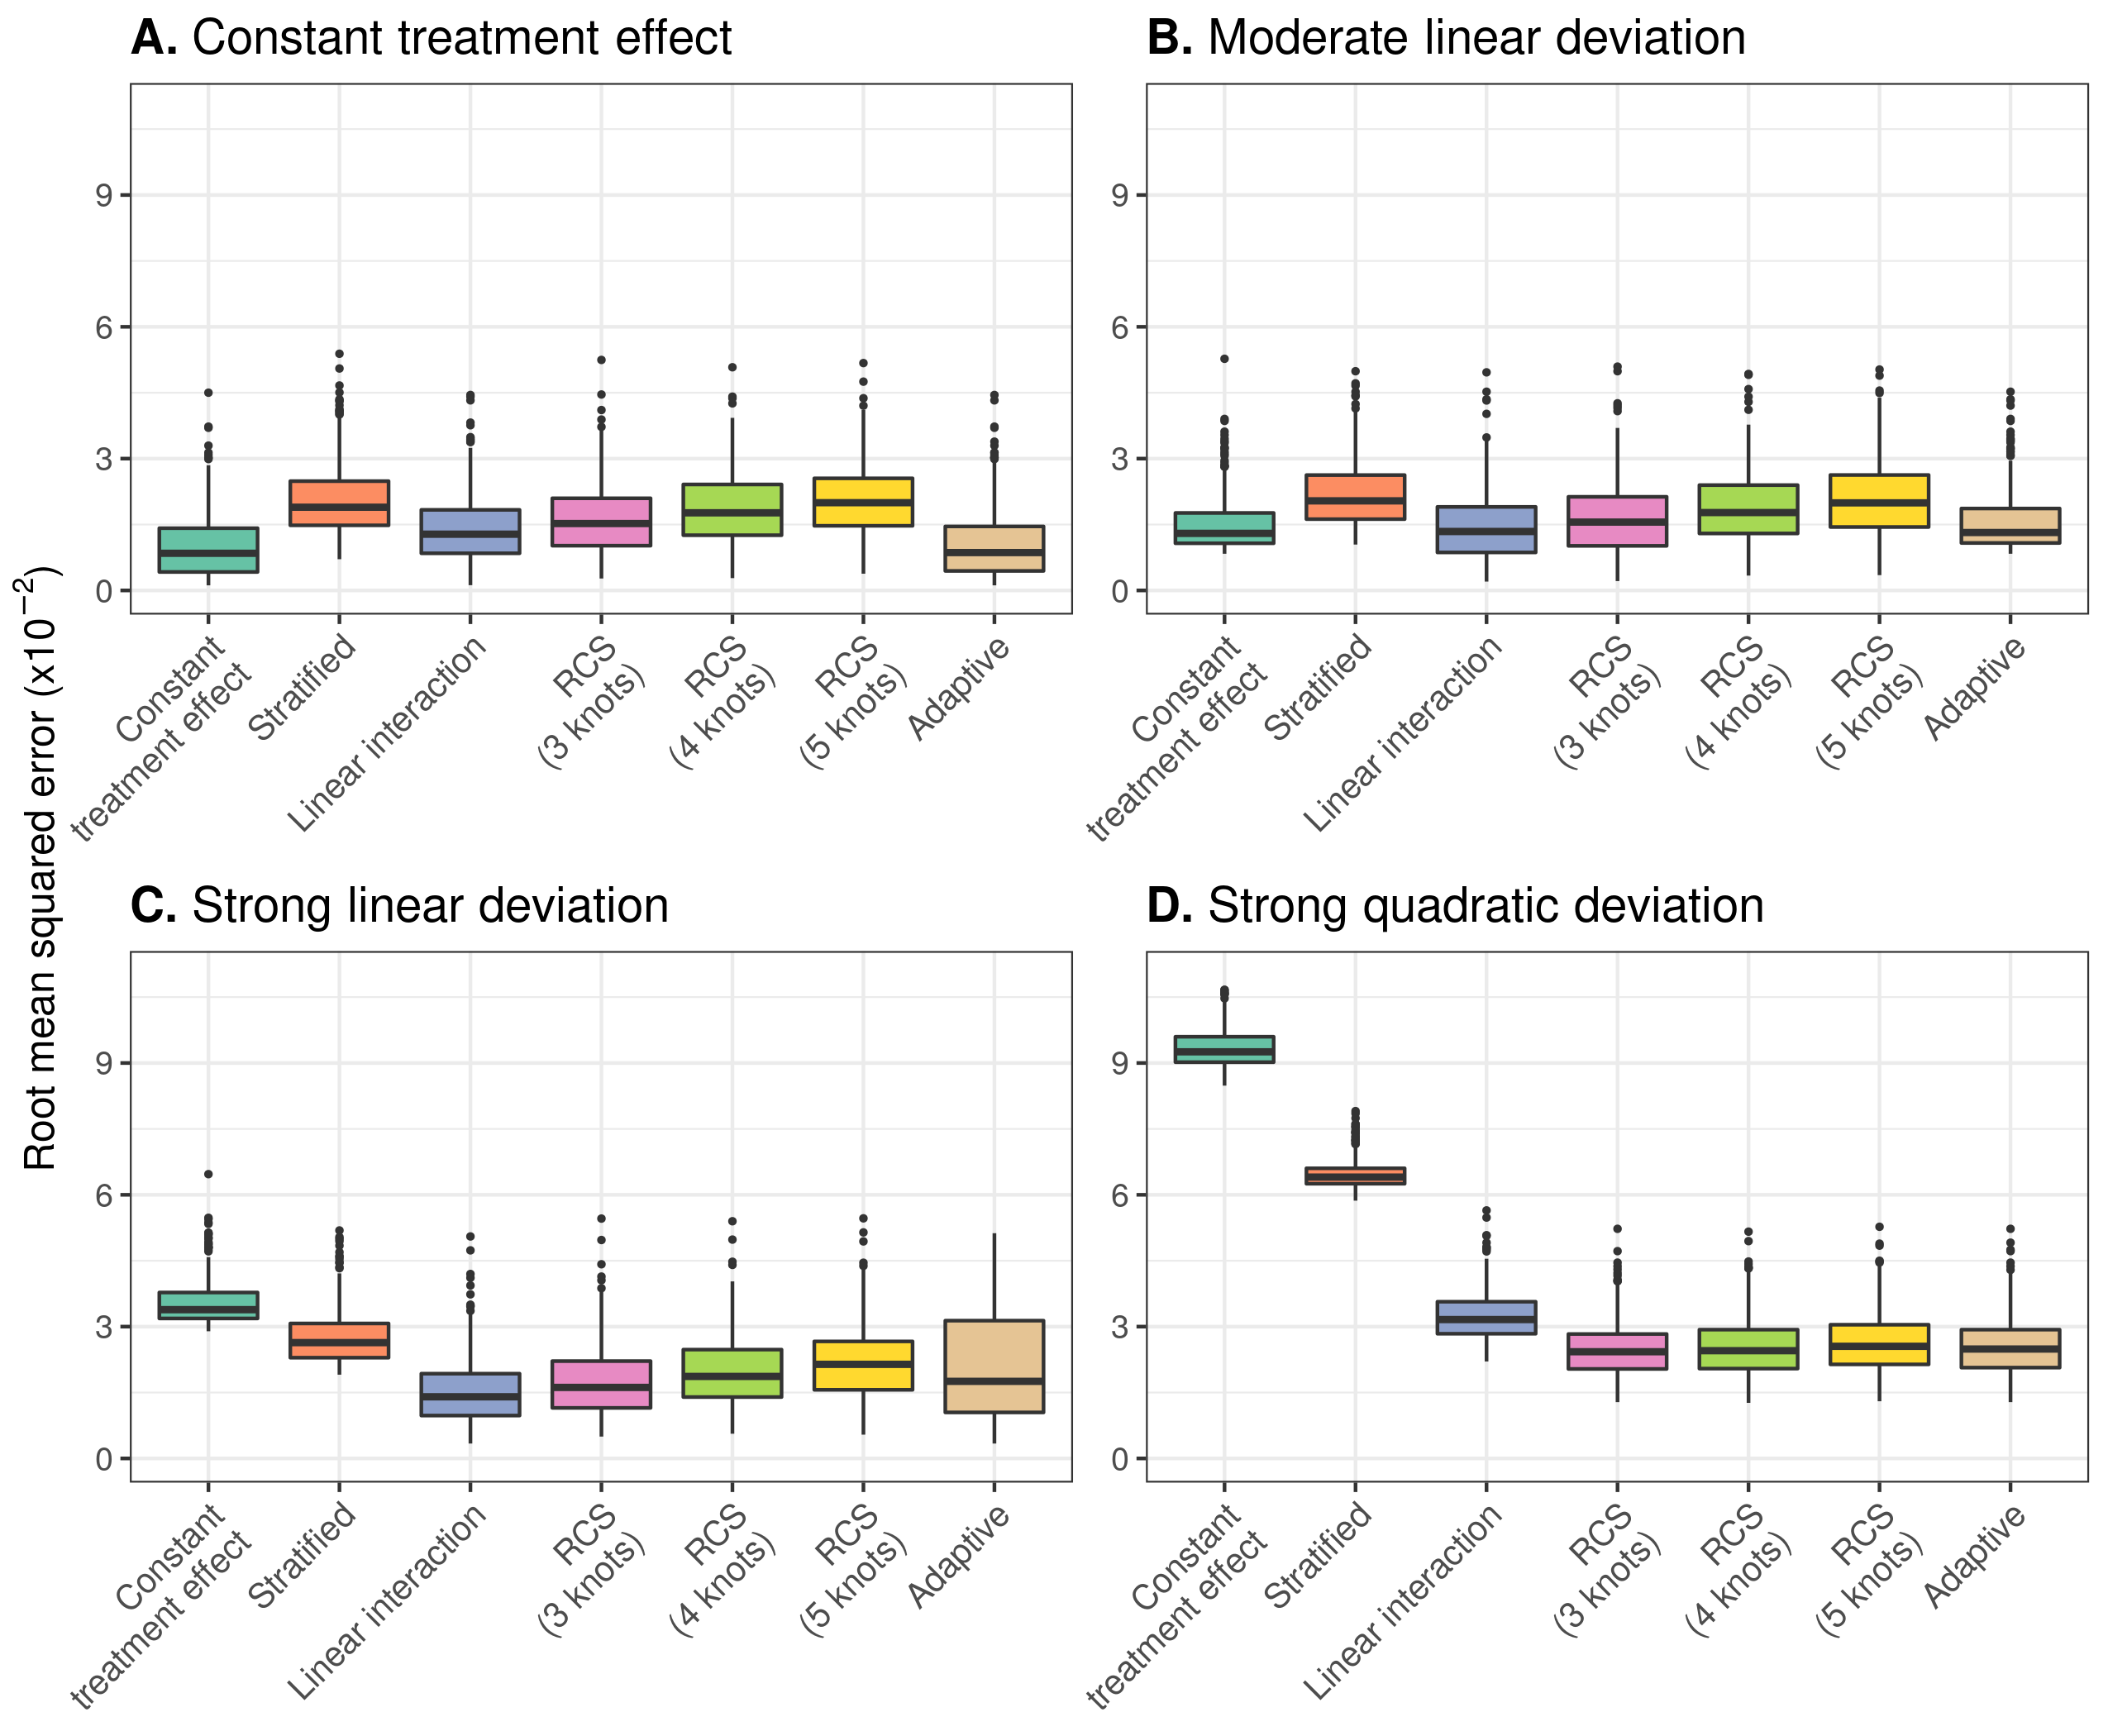 A. Constant treatment effect
9
6
3
0
Constant
treatment effect
Stratified
Linear interaction
RCS
(3 knots)
RCS
(4 knots)
RCS
(5 knots)
Adaptive
B. Moderate linear deviation
9
6
3
0
Constant
treatment effect
Stratified
Linear interaction
RCS
(3 knots)
RCS
(4 knots)
RCS
(5 knots)
Adaptive
Root mean squared error (x10⁻²)
C. Strong linear deviation
9
6
3
0
Constant
treatment effect
Stratified
Linear interaction
RCS
(3 knots)
RCS
(4 knots)
RCS
(5 knots)
Adaptive
D. Strong quadratic deviation
9
6
3
0
Constant
treatment effect
Stratified
Linear interaction
RCS
(3 knots)
RCS
(4 knots)
RCS
(5 knots)
Adaptive